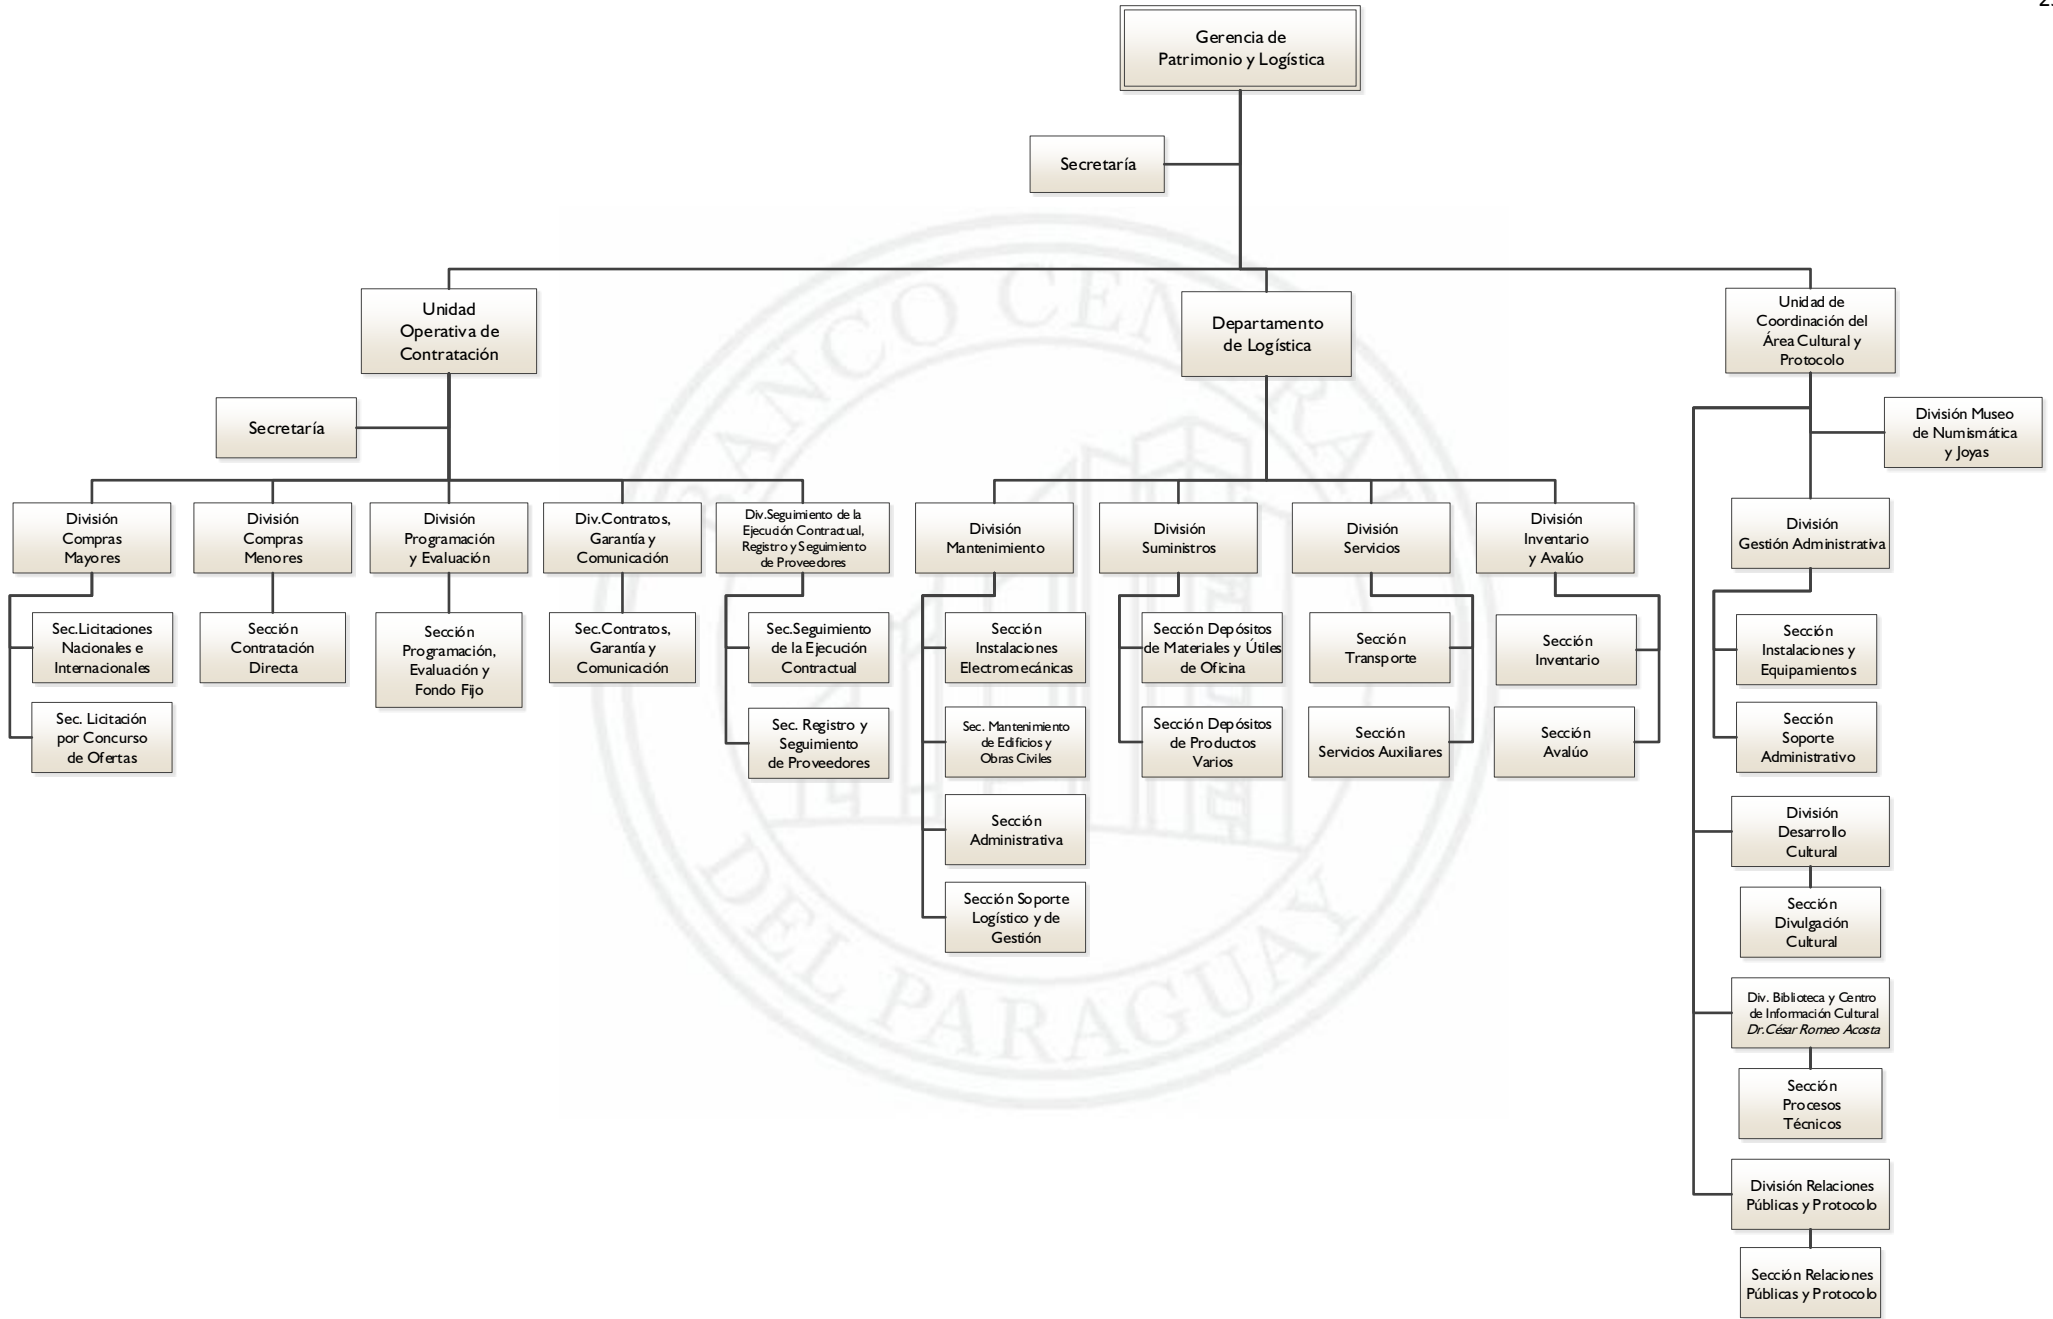 Gerencia de
Patrimonio y Logística
Secretaría
Unidad
Operativa de
Contratación
Departamento
de Logística
Unidad de
Coordinación del
Área Cultural y
Protocolo
Secretaría
División Museo
de Numismática
y Joyas
División
Compras
Mayores
División
Compras
Menores
División
Programación
y Evaluación
Div.Contratos,
Garantía y
Comunicación
Div.Seguimiento de la
Ejecución Contractual,
Registro y Seguimiento
de Proveedores
División
Mantenimiento
División
Suministros
División
Servicios
División
Inventario
y Avalúo
División
Gestión Administrativa
Sec.Licitaciones
Nacionales e
Internacionales
Sección
Contratación
Directa
Sección
Programación,
Evaluación y
Fondo Fijo
Sec.Contratos,
Garantía y
Comunicación
Sec.Seguimiento
de la Ejecución
Contractual
Sección
Instalaciones
Electromecánicas
Sección Depósitos
de Materiales y Útiles
de Oficina
Sección
Transporte
Sección
Inventario
Sección
Instalaciones y
Equipamientos
Sec. Licitación
por Concurso
de Ofertas
Sec. Registro y
Seguimiento
de Proveedores
Sec. Mantenimiento
de Edificios y
Obras Civiles
Sección Depósitos
de Productos
Varios
Sección
Servicios Auxiliares
Sección
Avalúo
Sección
Soporte
Administrativo
Sección
Administrativa
División
Desarrollo
Cultural
Sección Soporte
Logístico y de
Gestión
Sección
Divulgación
Cultural
Div. Biblioteca y Centro
de Información Cultural
Dr.César Romeo Acosta
Sección
Procesos
Técnicos
División Relaciones
Públicas y Protocolo
Sección Relaciones
Públicas y Protocolo
BANCO CENTRAL
DEL PARAGUAY